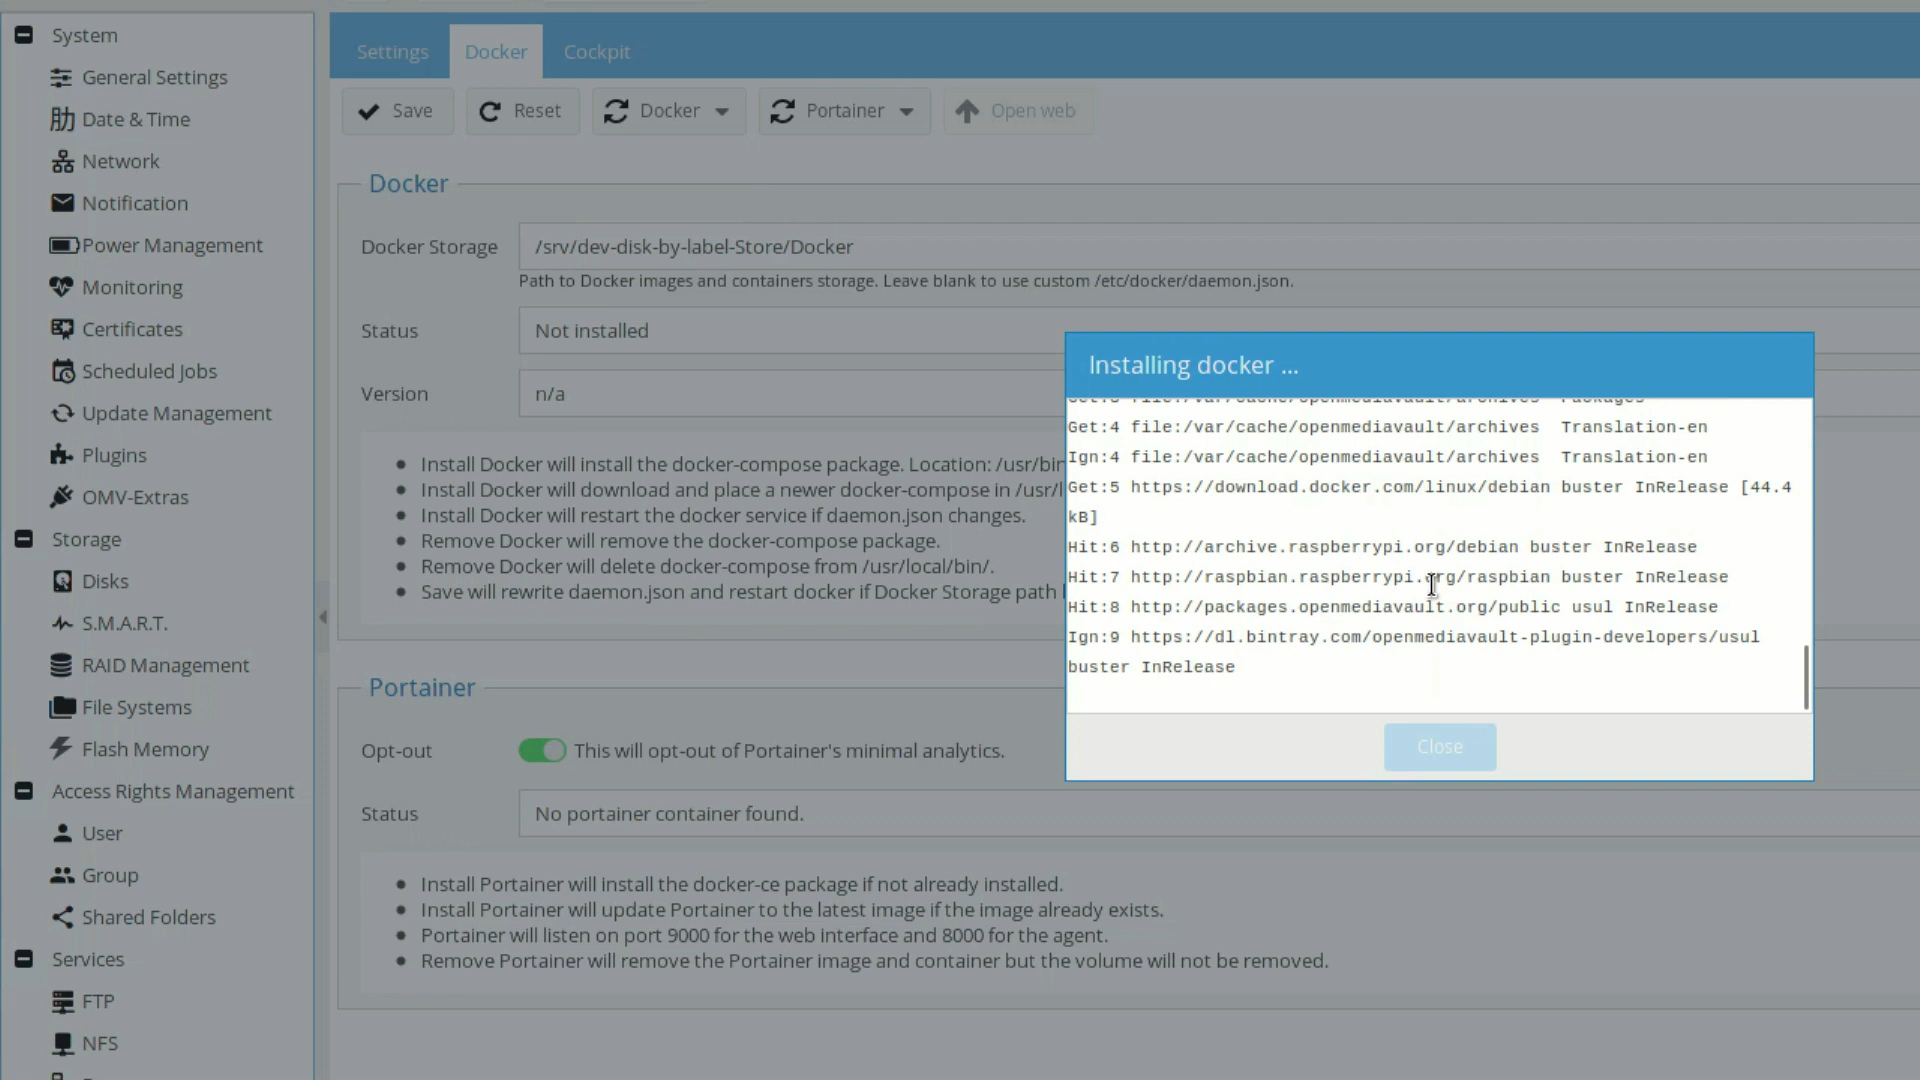 System
General Settings
Date & Time
Network
Notification
Power Management
Monitoring
Certificates
Scheduled Jobs
Update Management
Plugins
OMV-Extras
Storage
Disks
S.M.A.R.T.
RAID Management
File Systems
Flash Memory
Access Rights Management
User
Group
Shared Folders
Services
FTP
NFS
Settings Docker Cockpit
Save Reset Docker Portainer Open web
Docker
Docker Storage /srv/dev-disk-by-label-Store/Docker
Path to Docker images and containers storage. Leave blank to use custom /etc/docker/daemon.json.
Status Not installed
Version n/a
Install Docker will install the docker-compose package. Location: /usr/bin
Install Docker will download and place a newer docker-compose in /usr/l
Install Docker will restart the docker service if daemon.json changes.
Remove Docker will remove the docker-compose package.
Remove Docker will delete docker-compose from /usr/local/bin/.
Save will rewrite daemon.json and restart docker if Docker Storage path
Portainer
Opt-out This will opt-out of Portainer's minimal analytics.
Status No portainer container found.
Install Portainer will install the docker-ce package if not already installed.
Install Portainer will update Portainer to the latest image if the image already exists.
Portainer will listen on port 9000 for the web interface and 8000 for the agent.
Remove Portainer will remove the Portainer image and container but the volume will not be removed.
Installing docker ...
Get:4 file:/var/cache/openmediavault/archives Translation-en
Ign:4 file:/var/cache/openmediavault/archives Translation-en
Get:5 https://download.docker.com/linux/debian buster InRelease [44.4
kB]
Hit:6 http://archive.raspberrypi.org/debian buster InRelease
Hit:7 http://raspbian.raspberrypi.org/raspbian buster InRelease
Hit:8 http://packages.openmediavault.org/public usul InRelease
Ign:9 https://dl.bintray.com/openmediavault-plugin-developers/usul
buster InRelease
Close